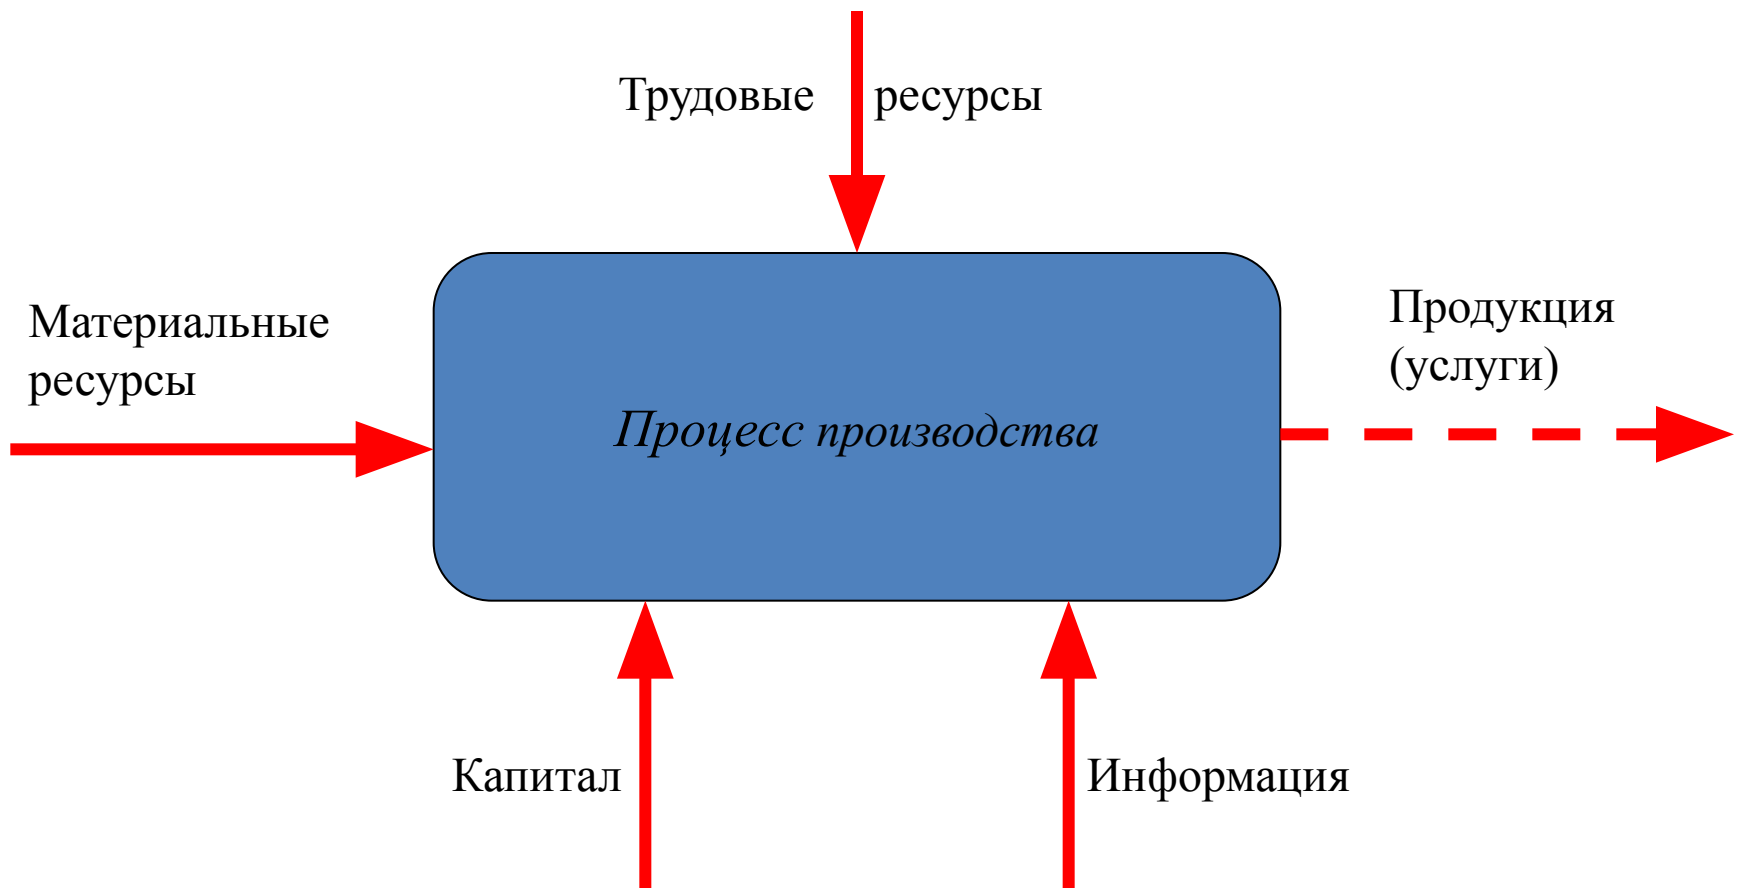 Трудовые ресурсы
Материальные
ресурсы
Продукция
(услуги)
Процесс производства
Капитал
Информация